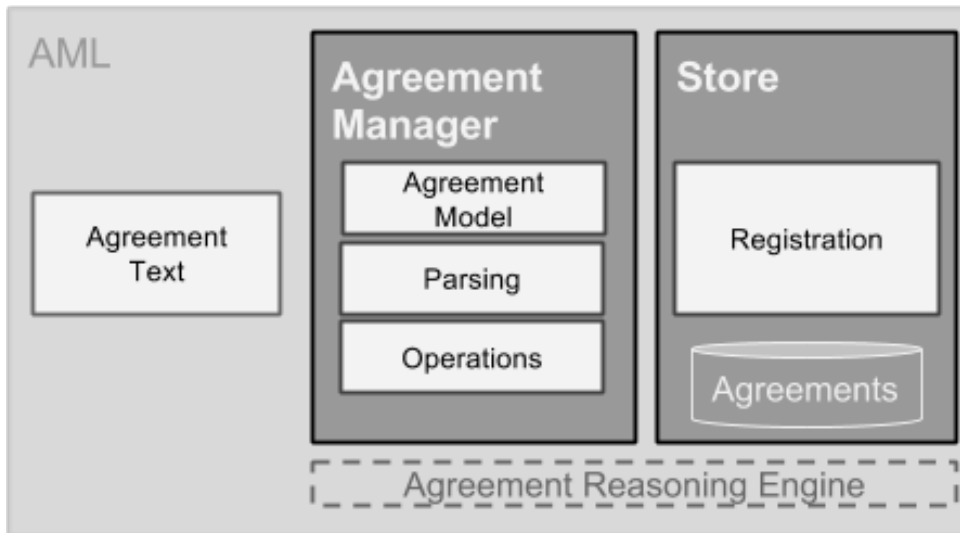 AML
Agreement
Text
Agreement
Manager
Agreement
Model
Parsing
Operations
Store
Registration
Agreements
Agreement Reasoning Engine